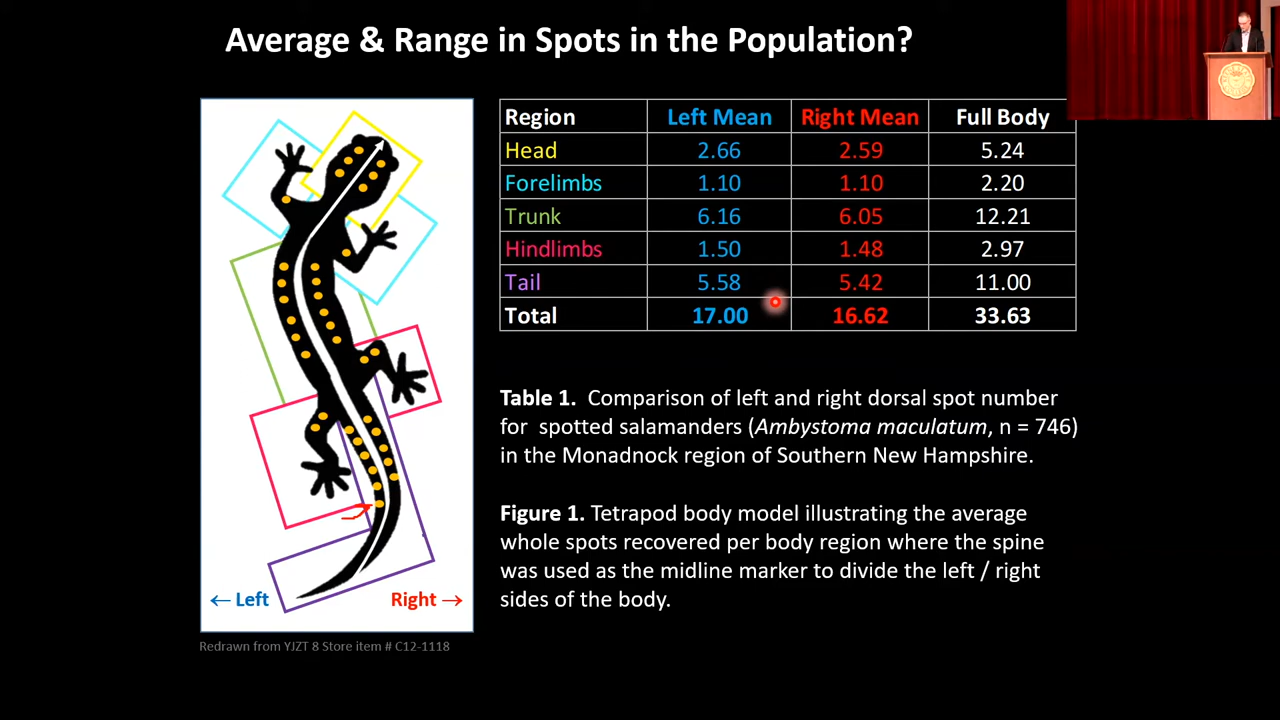 Average & Range in Spots in the Population?
Region Left Mean Right Mean Full Body
Head 2.66 2.59 5.24
Forelimbs 1.10 1.10 2.20
Trunk 6.16 6.05 12.21
Hindlimbs 1.50 1.48 2.97
Tail 5.58 5.42 11.00
Total 17.00 16.62 33.63
Table 1. Comparison of left and right dorsal spot number
for spotted salamanders (Ambystoma maculatum, n = 746)
in the Monadnock region of Southern New Hampshire.
Figure 1. Tetrapod body model illustrating the average
whole spots recovered per body region where the spine
was used as the midline marker to divide the left / right
sides of the body.
← Left Right →
Redrawn from YJZT 8 Store item # C12-1118